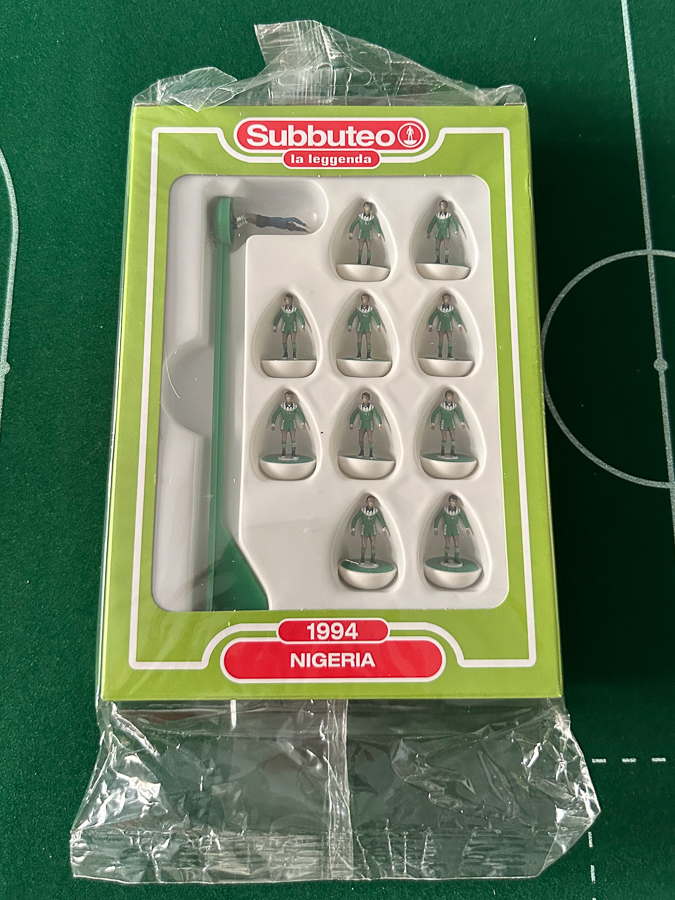 Subbuteo
la leggenda
1994
NIGERIA